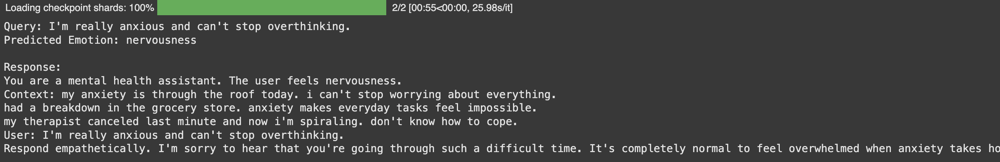 Loading checkpoint shards: 100% 2/2 [00:55<00:00, 25.98s/it]
Query: I'm really anxious and can't stop overthinking.
Predicted Emotion: nervousness
Response:
You are a mental health assistant. The user feels nervousness.
Context: my anxiety is through the roof today. i can't stop worrying about everything.
had a breakdown in the grocery store. anxiety makes everyday tasks feel impossible.
my therapist canceled last minute and now i'm spiraling. don't know how to cope.
User: I'm really anxious and can't stop overthinking.
Respond empathetically. I'm sorry to hear that you're going through such a difficult time. It's completely normal to feel overwhelmed when anxiety takes